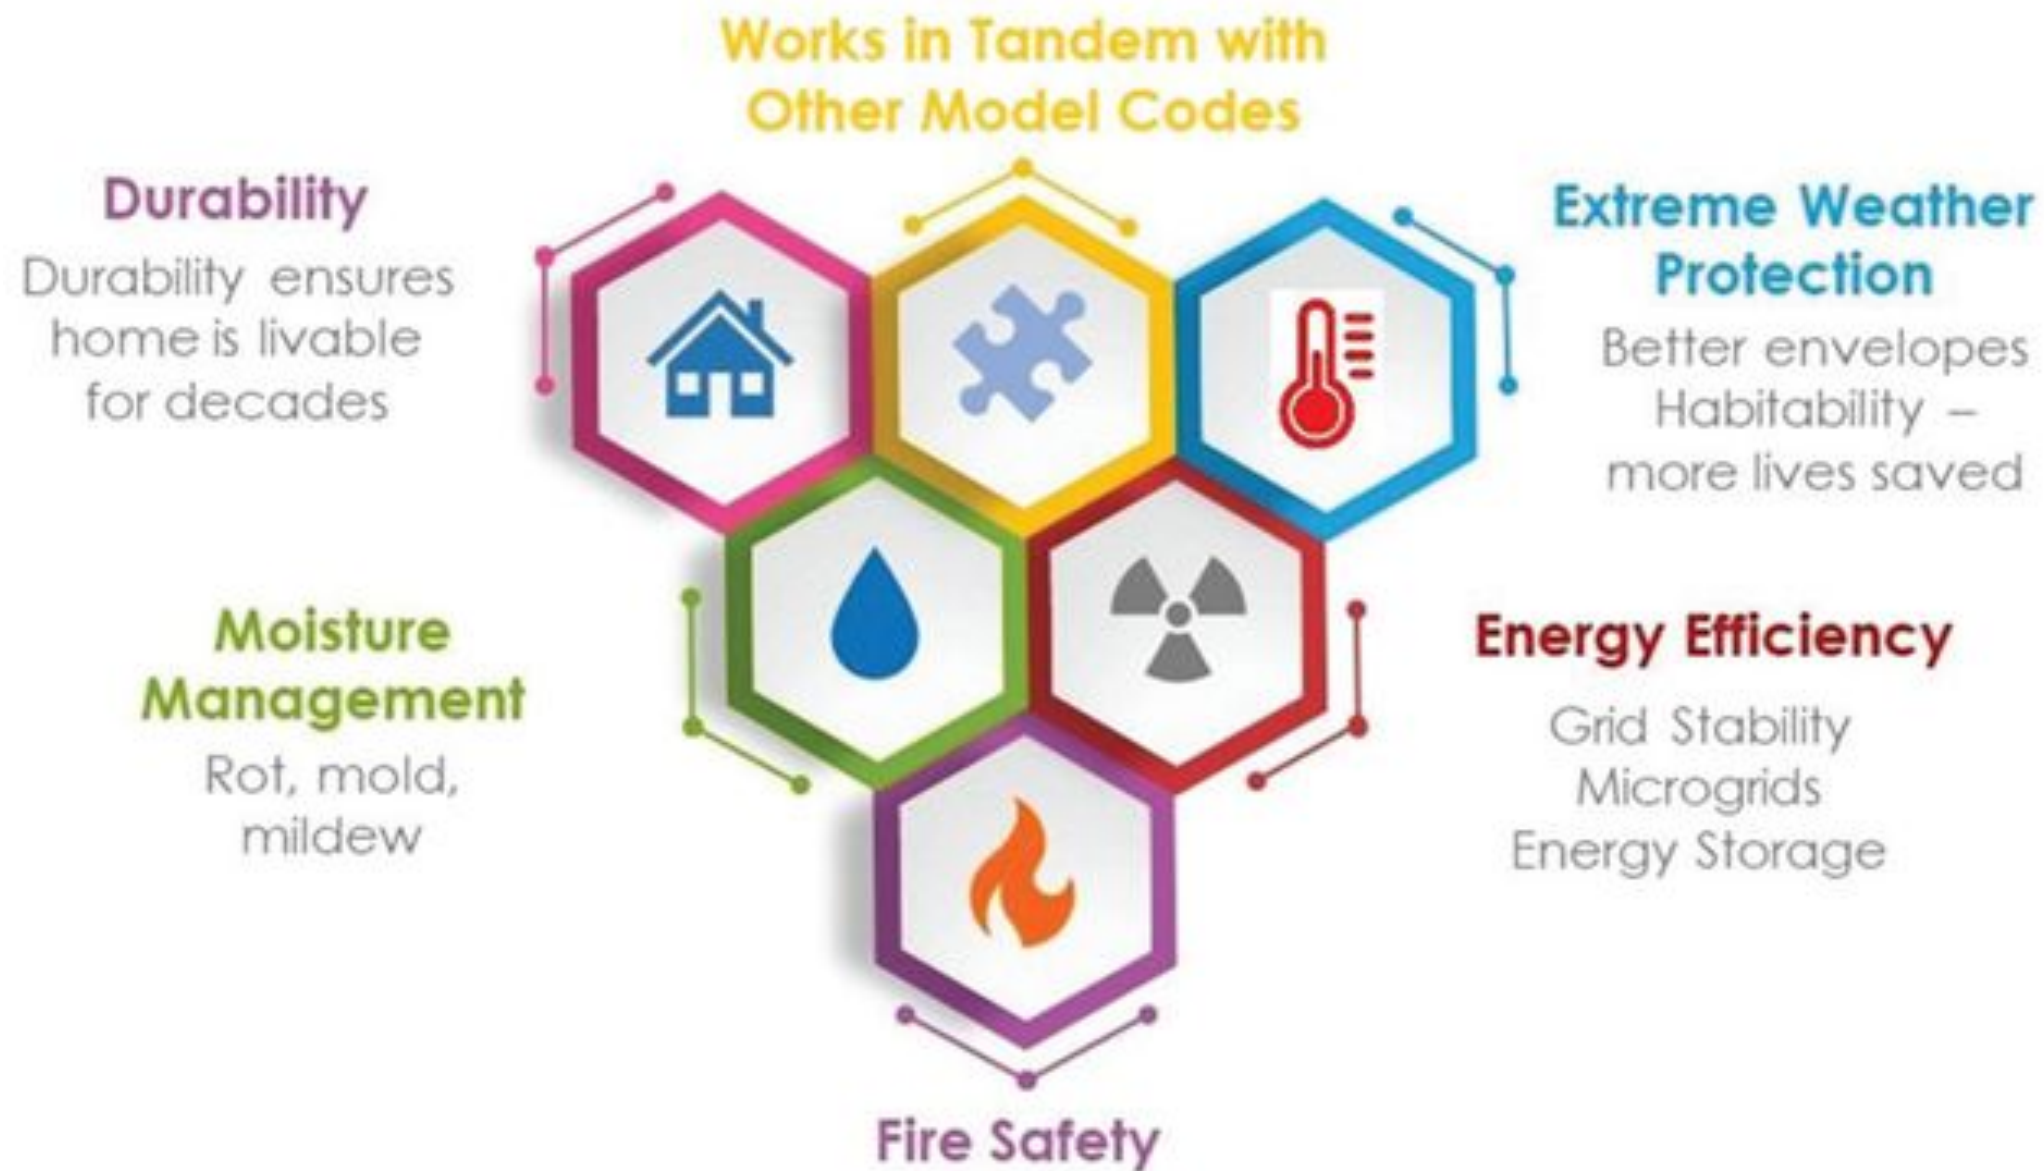 Works in Tandem with
Other Model Codes
Durability
Durability ensures
home is livable
for decades
Extreme Weather
Protection
Better envelopes
Habitability –
more lives saved
Moisture
Management
Rot, mold,
mildew
Energy Efficiency
Grid Stability
Microgrids
Energy Storage
Fire Safety